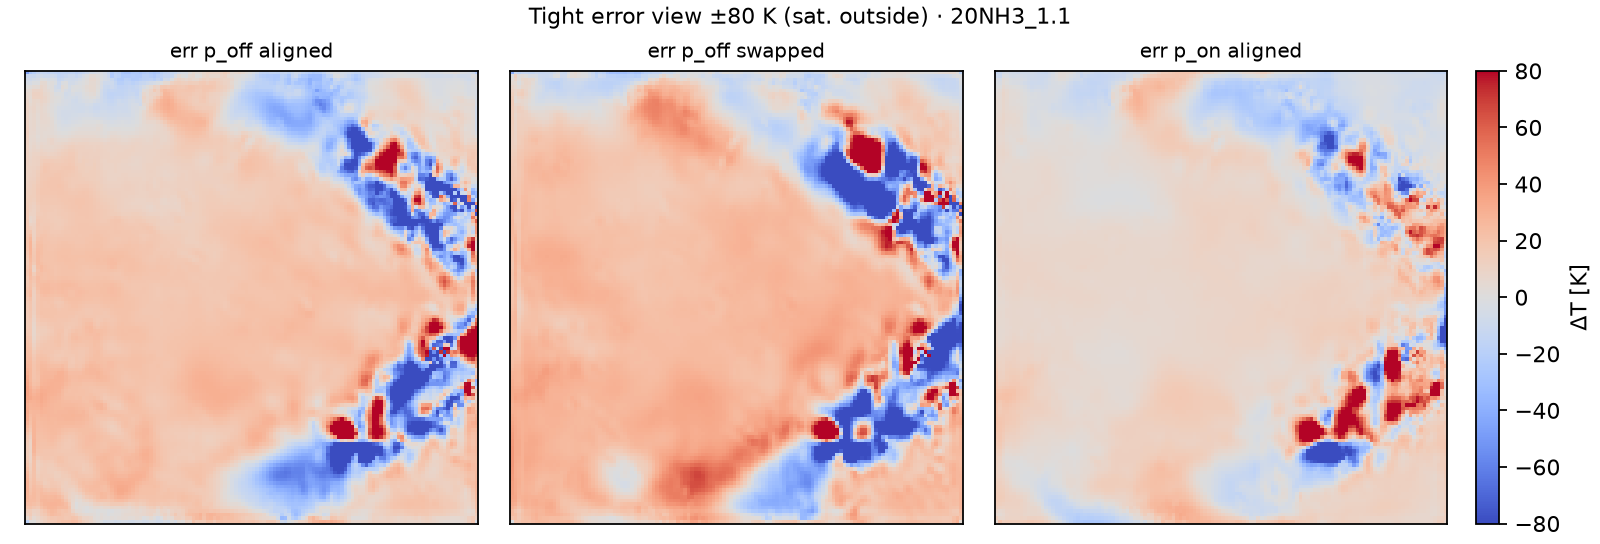 Tight error view ±80 K (sat. outside) · 20NH3_1.1
err p_off aligned
err p_off swapped
err p_on aligned
80
60
40
20
0
−20
−40
−60
−80
ΔT [K]